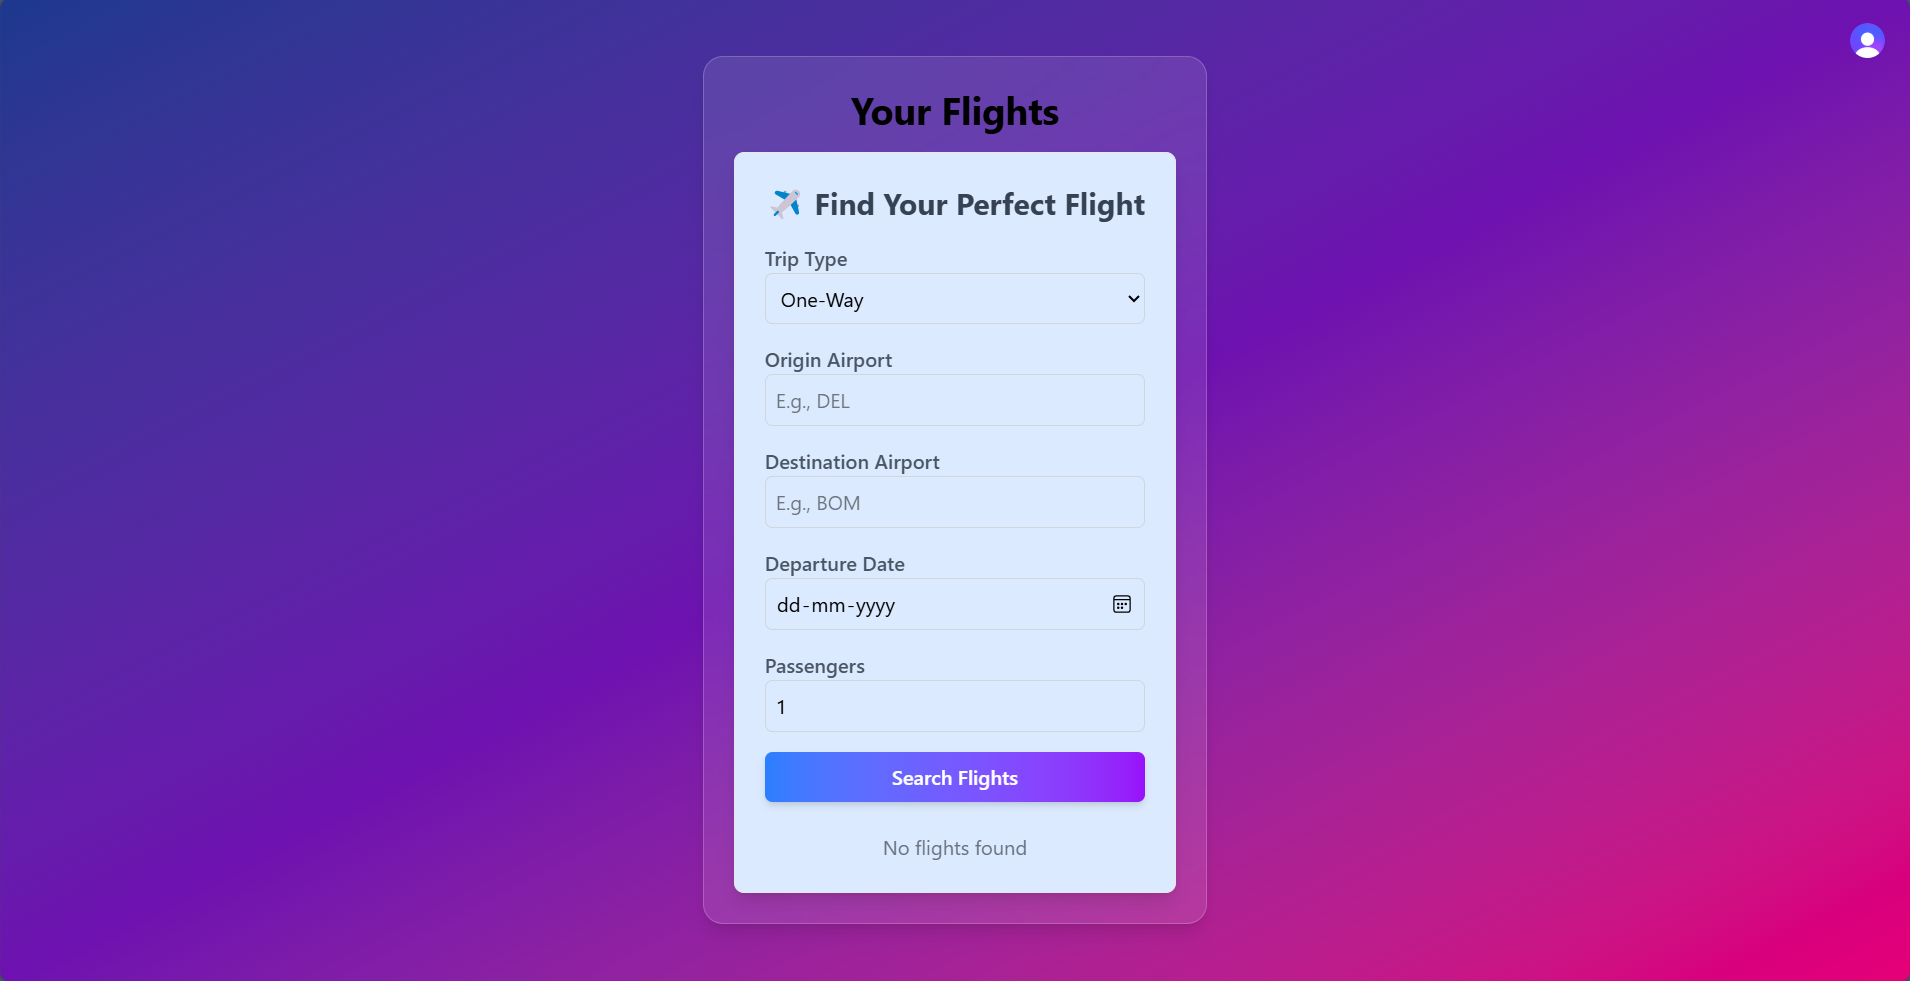 Your Flights
Find Your Perfect Flight
Trip Type
One-Way
Origin Airport
E.g., DEL
Destination Airport
E.g., BOM
Departure Date
dd-mm-yyyy
Passengers
1
Search Flights
No flights found